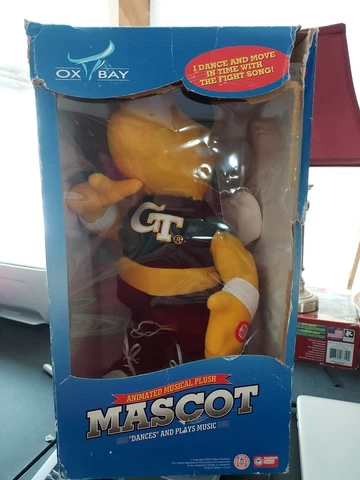 OX BAY
I DANCE AND MOVE
IN TIME WITH
THE FIGHT SONG!
GT
ANIMATED MUSICAL PLUSH
MASCOT
"DANCES" AND PLAYS MUSIC